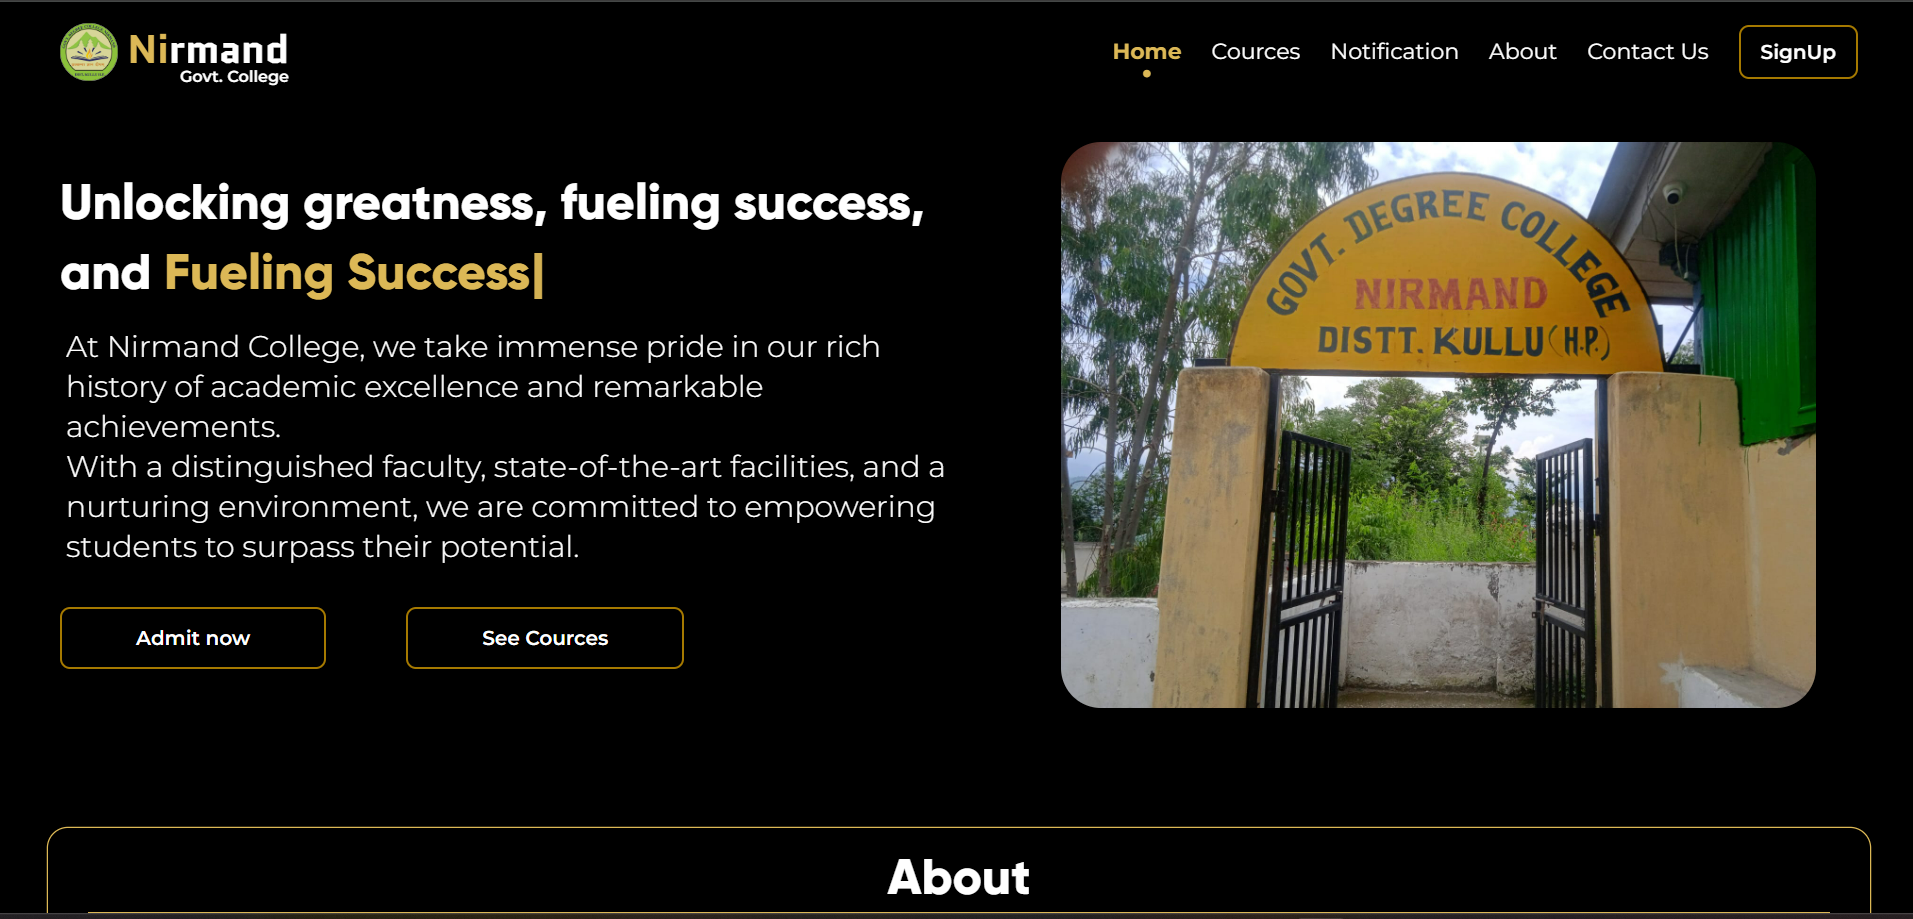 Nirmand
Govt. College
Home
Cources
Notification
About
Contact Us
SignUp
Unlocking greatness, fueling success,
and Fueling Success|
At Nirmand College, we take immense pride in our rich
history of academic excellence and remarkable
achievements.
With a distinguished faculty, state-of-the-art facilities, and a
nurturing environment, we are committed to empowering
students to surpass their potential.
Admit now
See Cources
GOVT. DEGREE COLLEGE
NIRMAND
DISTT. KULLU (H.P.)
About